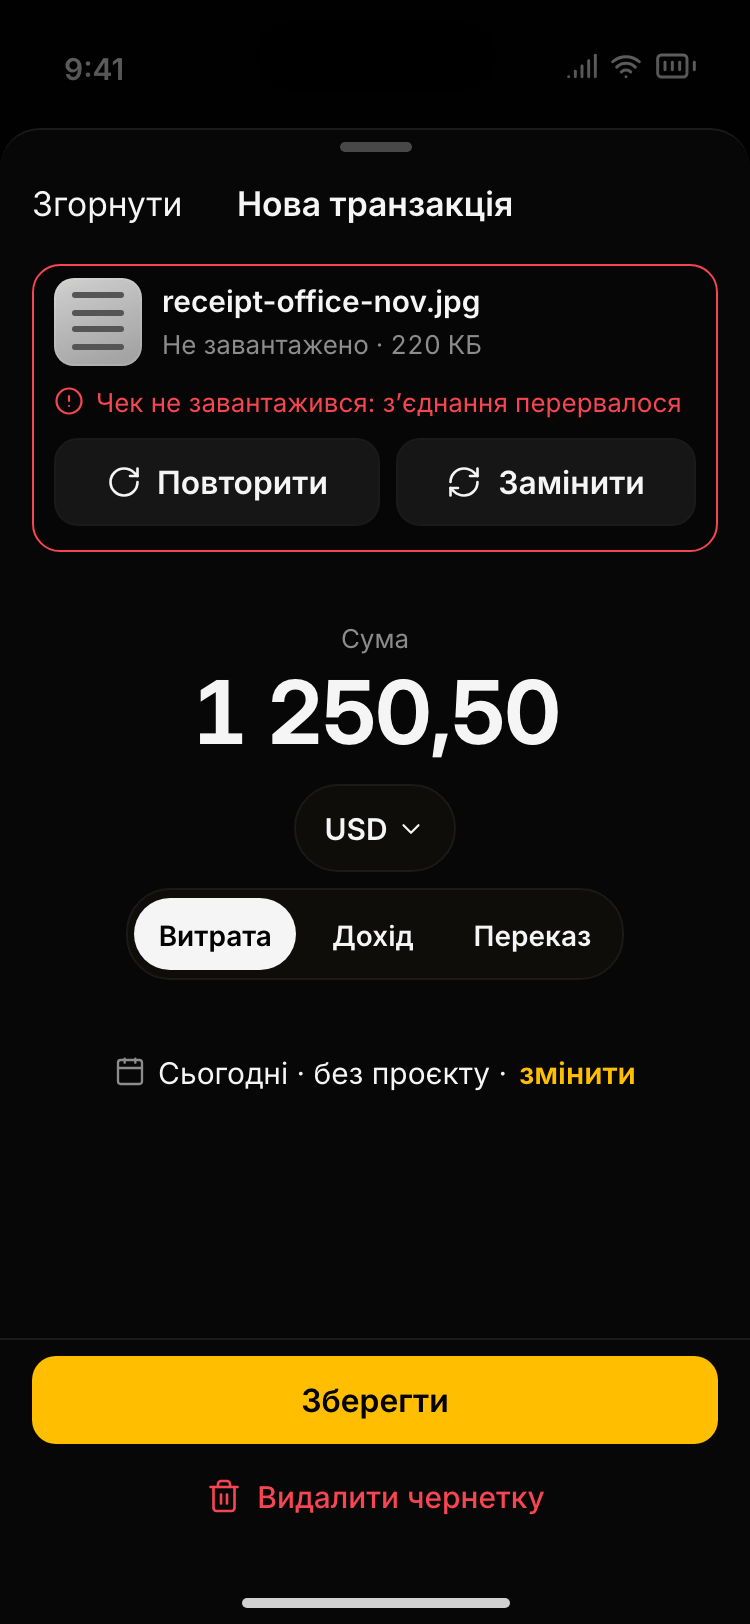 9:41
Згорнути
Нова транзакція
receipt-office-nov.jpg
Не завантажено · 220 КБ
Чек не завантажився: з’єднання перервалося
Повторити
Замінити
Сума
1 250,50
USD
Витрата
Дохід
Переказ
Сьогодні · без проєкту · змінити
Зберегти
Видалити чернетку